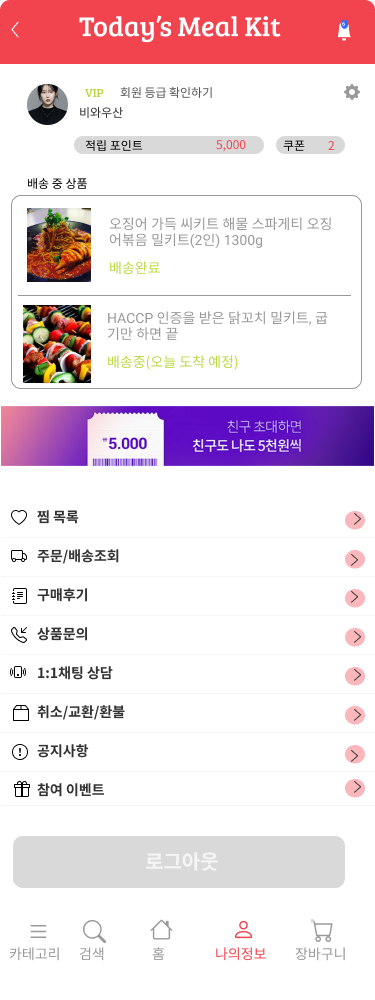 Today's Meal Kit
VIP 회원 등급 확인하기
비와우산
적립 포인트 5,000 쿠폰 2
배송 중 상품
오징어 가득 씨키트 해물 스파게티 오징
어볶음 밀키트(2인) 1300g
배송완료
HACCP 인증을 받은 닭꼬치 밀키트, 굽
기만 하면 끝
배송중(오늘 도착 예정)
₩5.000
친구 초대하면
친구도 나도 5천원씩
찜 목록
주문/배송조회
구매후기
상품문의
1:1채팅 상담
취소/교환/환불
공지사항
참여 이벤트
로그아웃
카테고리 검색 홈 나의정보 장바구니